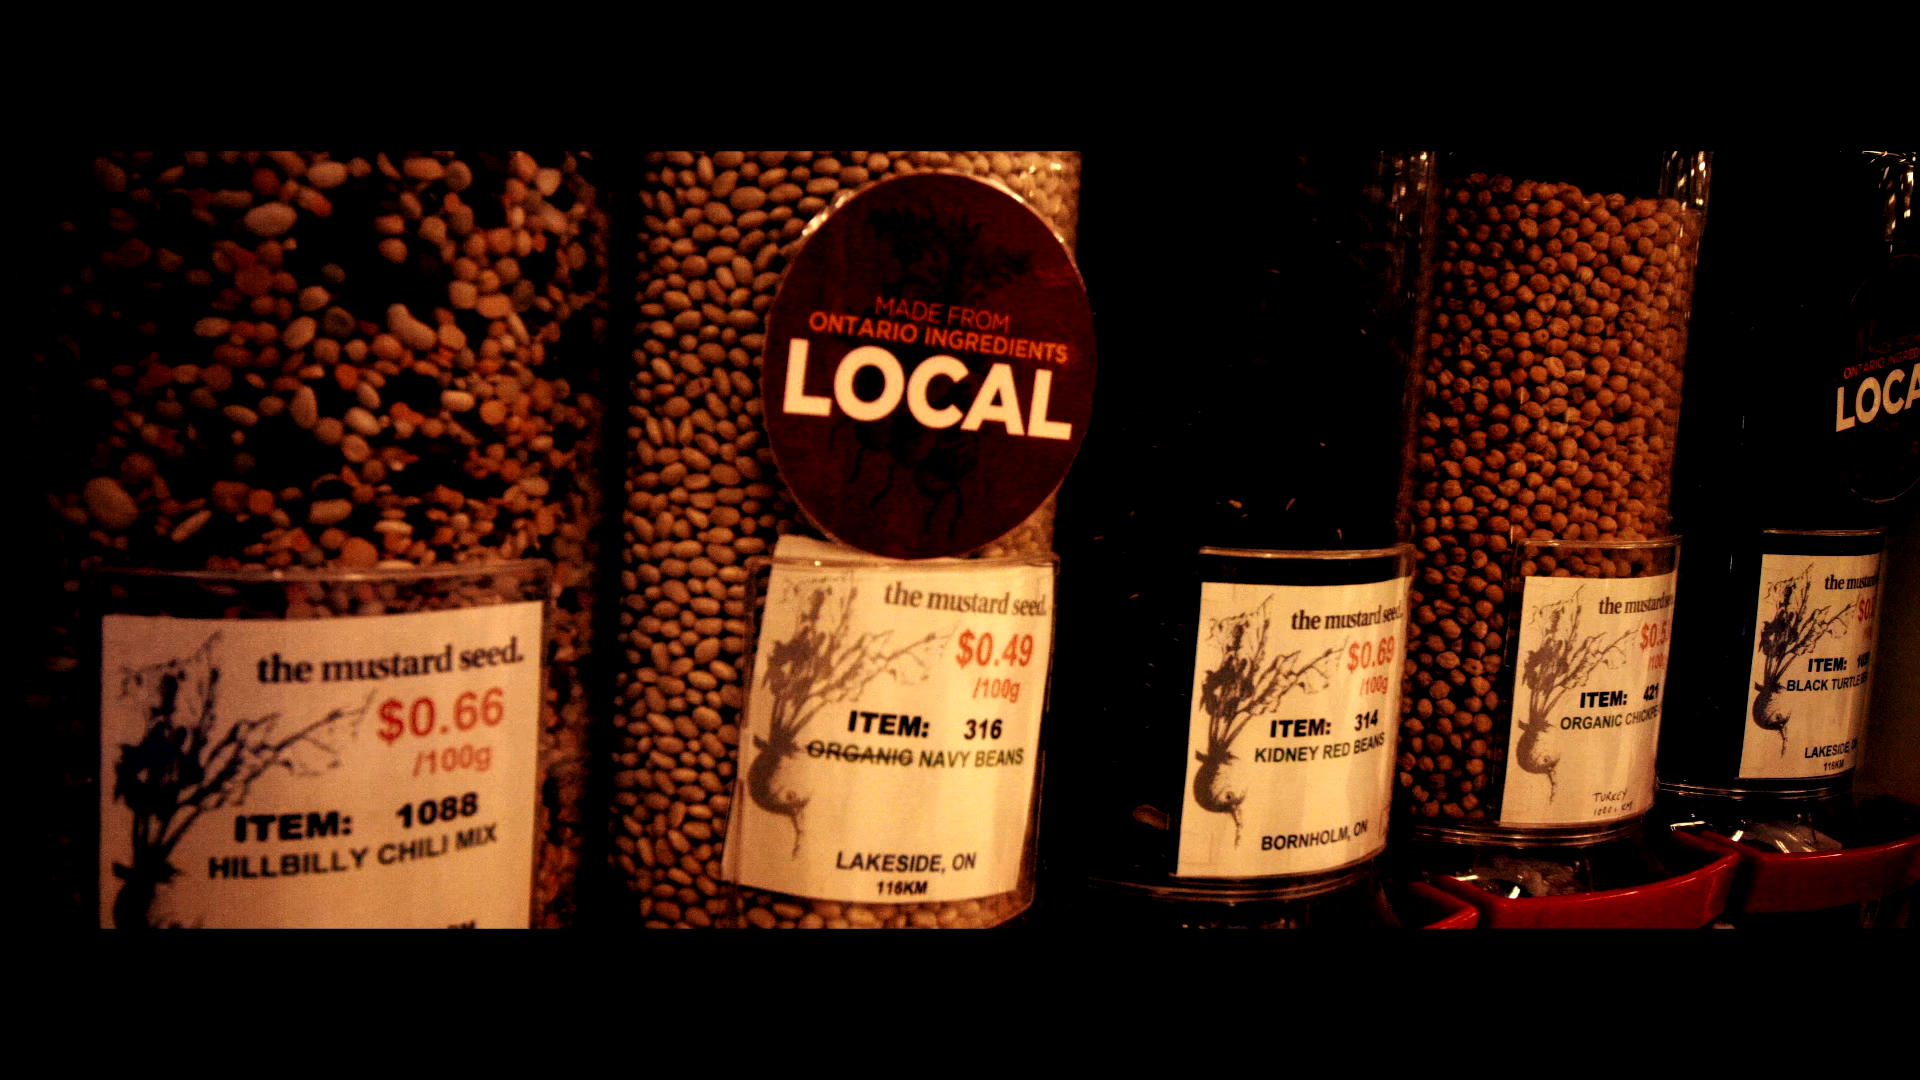 the mustard seed.
$0.66
/100g
ITEM: 1088
HILLBILLY CHILI MIX
MADE FROM
ONTARIO INGREDIENTS
LOCAL
the mustard seed.
$0.49
/100g
ITEM: 316
ORGANIC NAVY BEANS
LAKESIDE, ON
116KM
the mustard seed.
$0.69
/100g
ITEM: 314
KIDNEY RED BEANS
BORNHOLM, ON
the mustard
ITEM: 421
ORGANIC
TURKEY
ONTARIO
LOCA
the mustard
ITEM:
BLACK TURTLE
LAKESIDE,
116KM